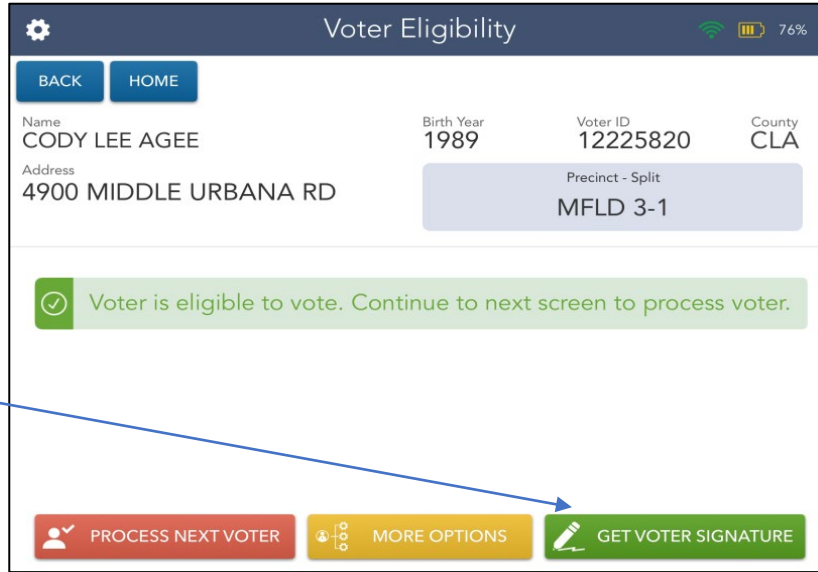 Voter Eligibility 76%
BACK HOME
Name Birth Year Voter ID County
CODY LEE AGEE 1989 12225820 CLA
Address Precinct - Split
4900 MIDDLE URBANA RD MFLD 3-1
Voter is eligible to vote. Continue to next screen to process voter.
PROCESS NEXT VOTER MORE OPTIONS GET VOTER SIGNATURE